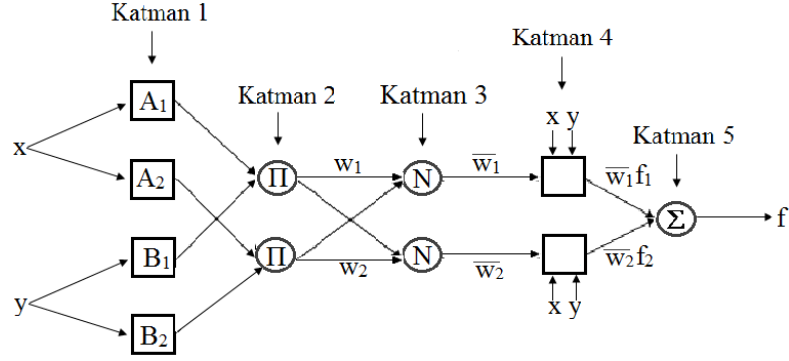 Katman 1
Katman 2
Katman 3
Katman 4
Katman 5
x
y
A₁
A₂
B₁
B₂
Π
Π
w₁
w₂
N
N
w̅₁
w̅₂
x y
x y
w̅₁f₁
w̅₂f₂
Σ
f